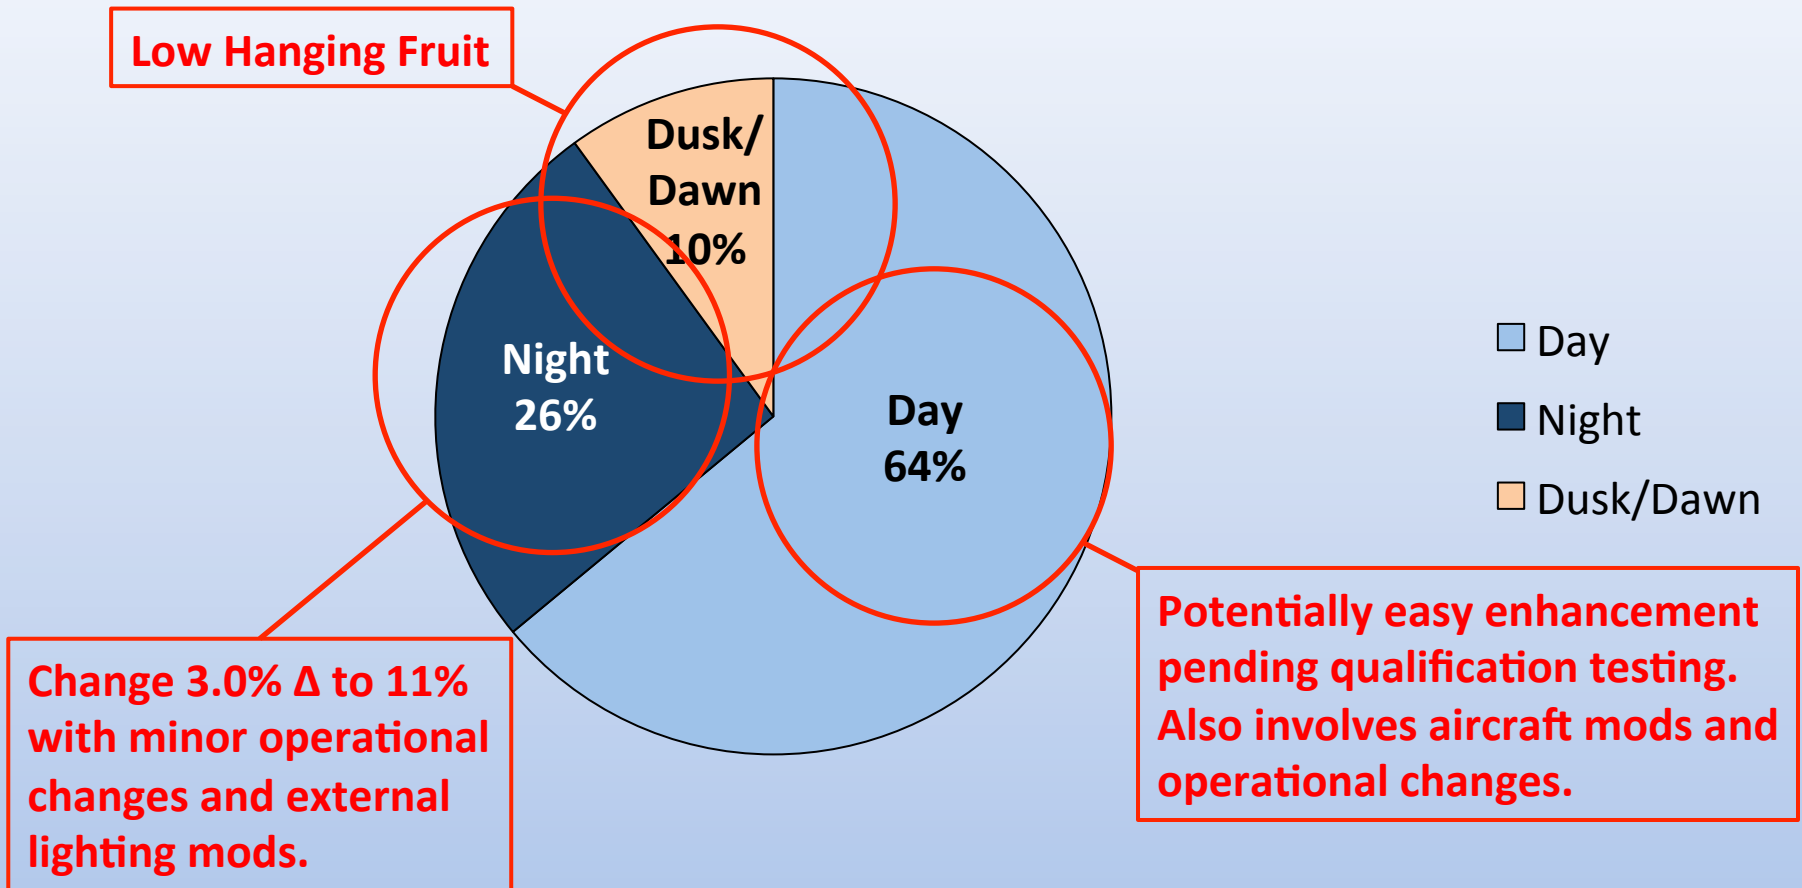 Low Hanging Fruit
Dusk/
Dawn
10%
Night
26%
Day
64%
Day
Night
Dusk/Dawn
Change 3.0% Δ to 11%
with minor operational
changes and external
lighting mods.
Potentially easy enhancement
pending qualification testing.
Also involves aircraft mods and
operational changes.